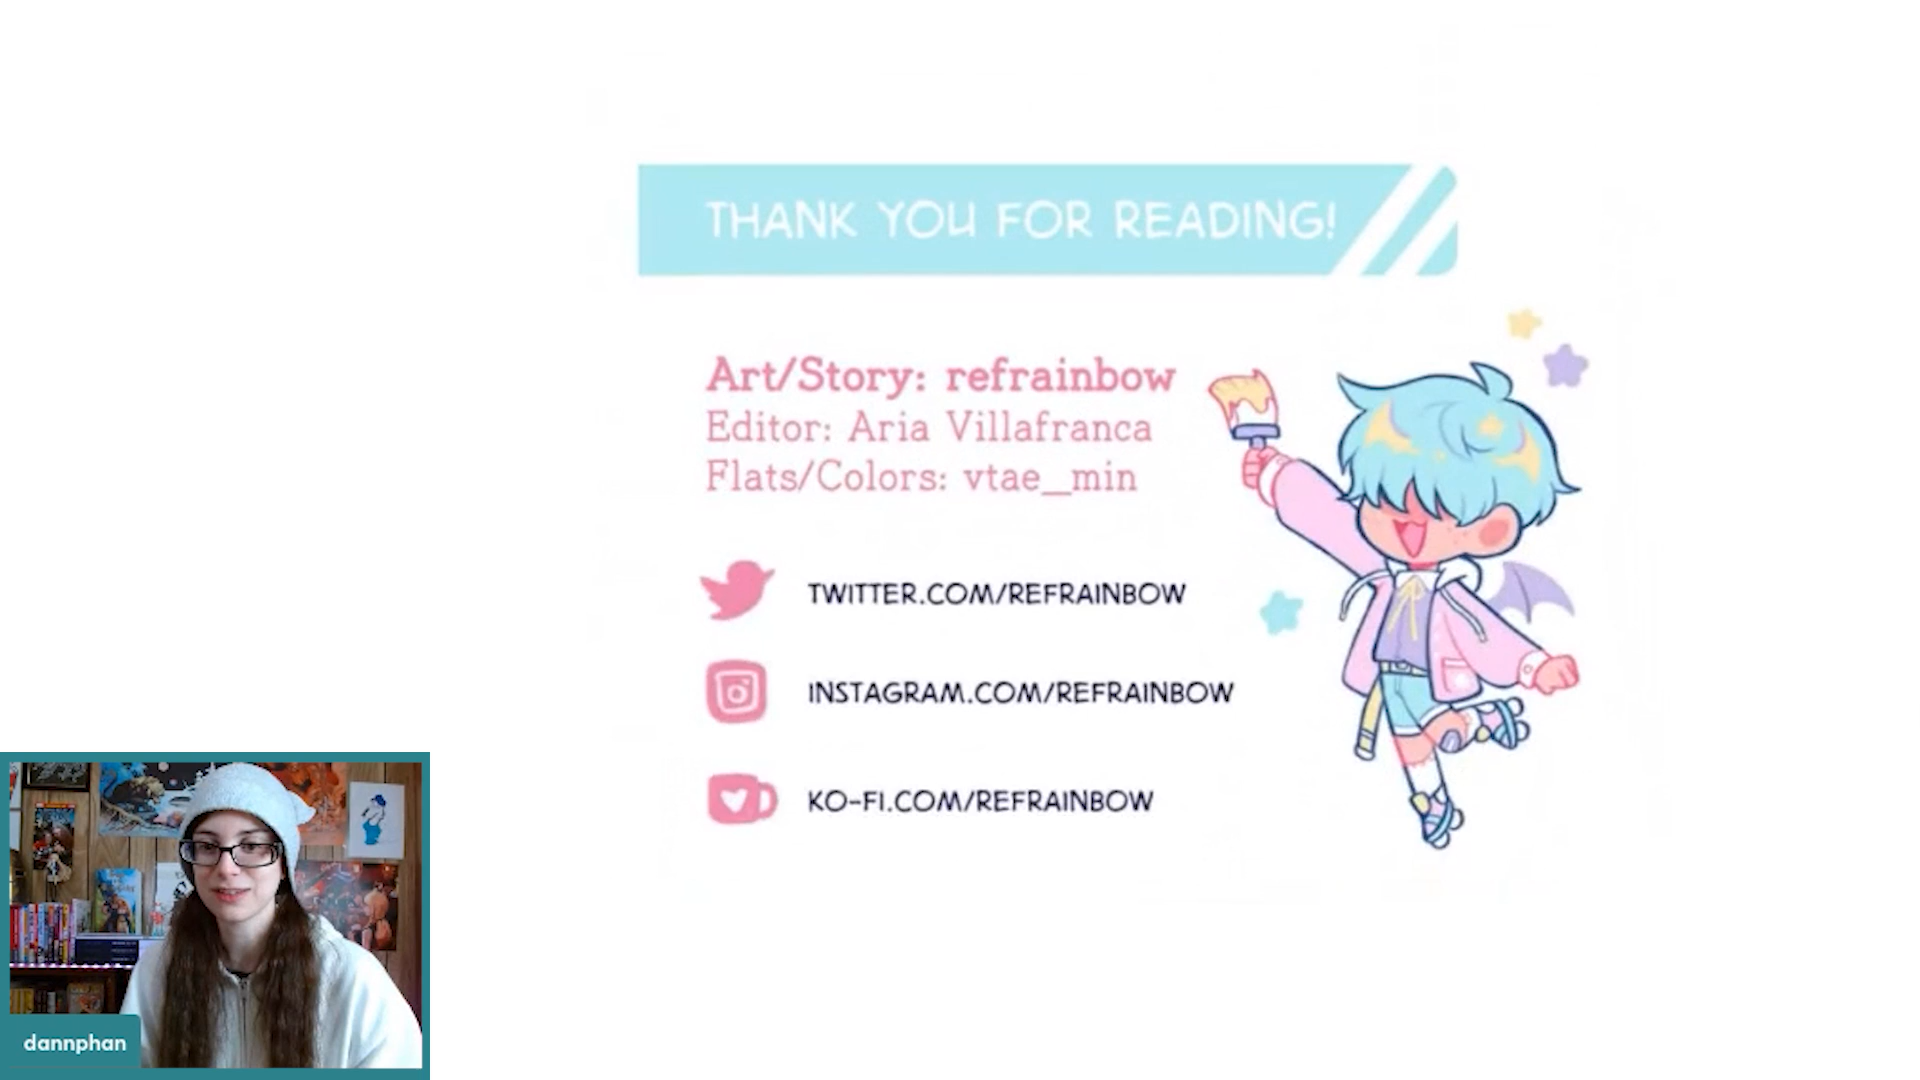 THANK YOU FOR READING!
Art/Story: refrainbow
Editor: Aria Villafranca
Flats/Colors: vtae_min
TWITTER.COM/REFRAINBOW
INSTAGRAM.COM/REFRAINBOW
KO-FI.COM/REFRAINBOW
dannphan